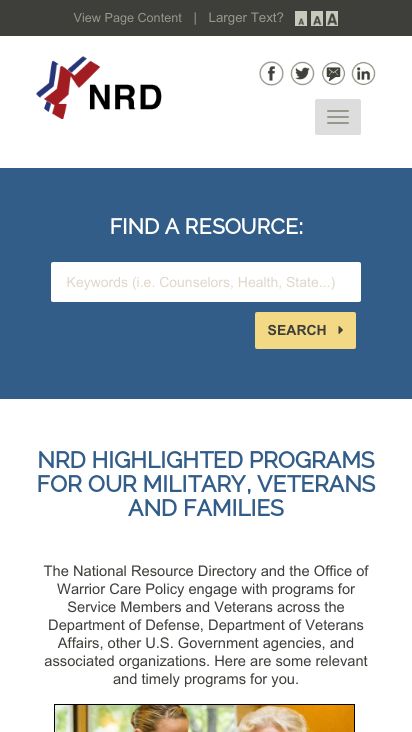 View Page Content | Larger Text? A A A
NRD
FIND A RESOURCE:
Keywords (i.e. Counselors, Health, State...)
SEARCH
NRD HIGHLIGHTED PROGRAMS
FOR OUR MILITARY, VETERANS
AND FAMILIES
The National Resource Directory and the Office of
Warrior Care Policy engage with programs for
Service Members and Veterans across the
Department of Defense, Department of Veterans
Affairs, other U.S. Government agencies, and
associated organizations. Here are some relevant
and timely programs for you.